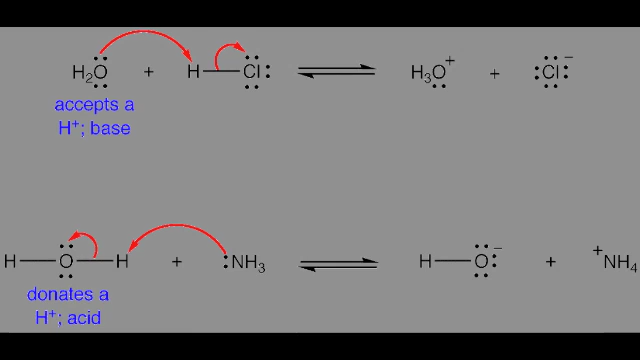 H₂O + H—Cl ⇌ H₃O⁺ + Cl⁻
accepts a
H⁺; base
H—O—H + :NH₃ ⇌ H—O⁻ + ⁺NH₄
donates a
H⁺; acid